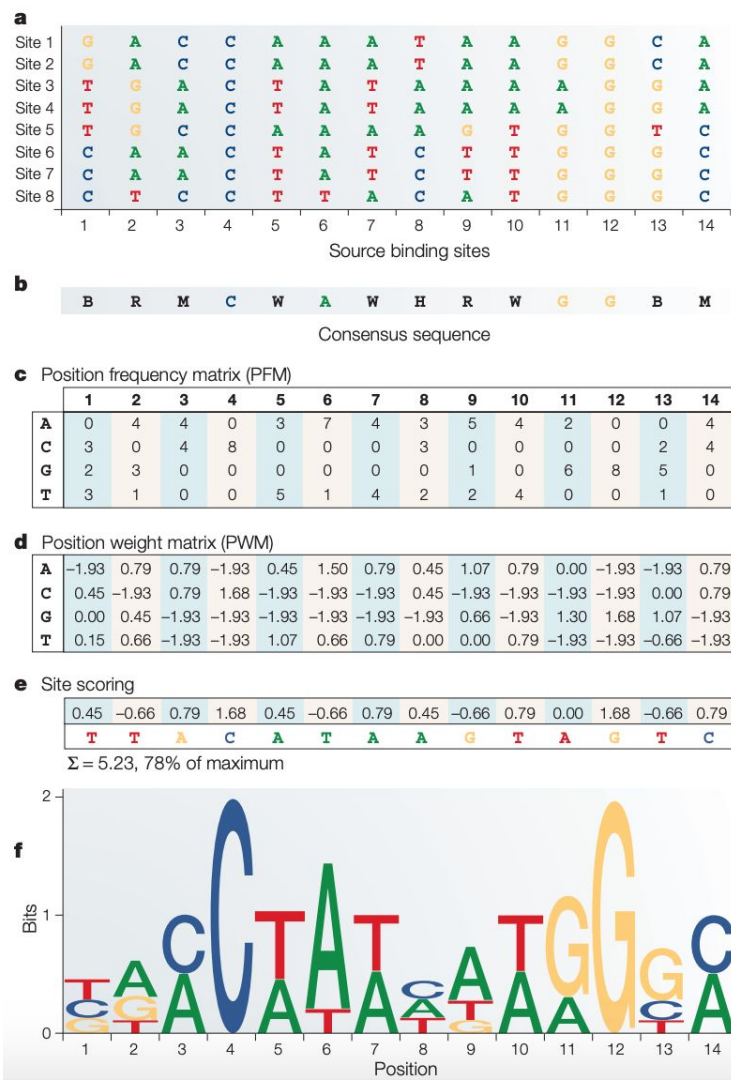 a
Site 1 G A C C A A A T A A G G C A
Site 2 G A C C A A A T A A G G C A
Site 3 T G A C T A T A A A A G G A
Site 4 T G A C T A T A A A A G G A
Site 5 T G C C A A A A G T G G T C
Site 6 C A A C T A T C T T G G G C
Site 7 C A A C T A T C T T G G G C
Site 8 C T C C T T A C A T G G G C
1 2 3 4 5 6 7 8 9 10 11 12 13 14
Source binding sites
b
B R M C W A W H R W G G B M
Consensus sequence
c Position frequency matrix (PFM)
1 2 3 4 5 6 7 8 9 10 11 12 13 14
A 0 4 4 0 3 7 4 3 5 4 2 0 0 4
C 3 0 4 8 0 0 0 3 0 0 0 0 2 4
G 2 3 0 0 0 0 0 0 1 0 6 8 5 0
T 3 1 0 0 5 1 4 2 2 4 0 0 1 0
d Position weight matrix (PWM)
A –1.93 0.79 0.79 –1.93 0.45 1.50 0.79 0.45 1.07 0.79 0.00 –1.93 –1.93 0.79
C 0.45 –1.93 0.79 1.68 –1.93 –1.93 –1.93 0.45 –1.93 –1.93 –1.93 –1.93 0.00 0.79
G 0.00 0.45 –1.93 –1.93 –1.93 –1.93 –1.93 –1.93 0.66 –1.93 1.30 1.68 1.07 –1.93
T 0.15 0.66 –1.93 –1.93 1.07 0.66 0.79 0.00 0.00 0.79 –1.93 –1.93 –0.66 –1.93
e Site scoring
0.45 –0.66 0.79 1.68 0.45 –0.66 0.79 0.45 –0.66 0.79 0.00 1.68 –0.66 0.79
T T A C A T A A G T A G T C
Σ = 5.23, 78% of maximum
f
2
1
0
Bits
T A C C T A T C A T G G G C
C G A A T A A T A A C A
G T T G T
1 2 3 4 5 6 7 8 9 10 11 12 13 14
Position